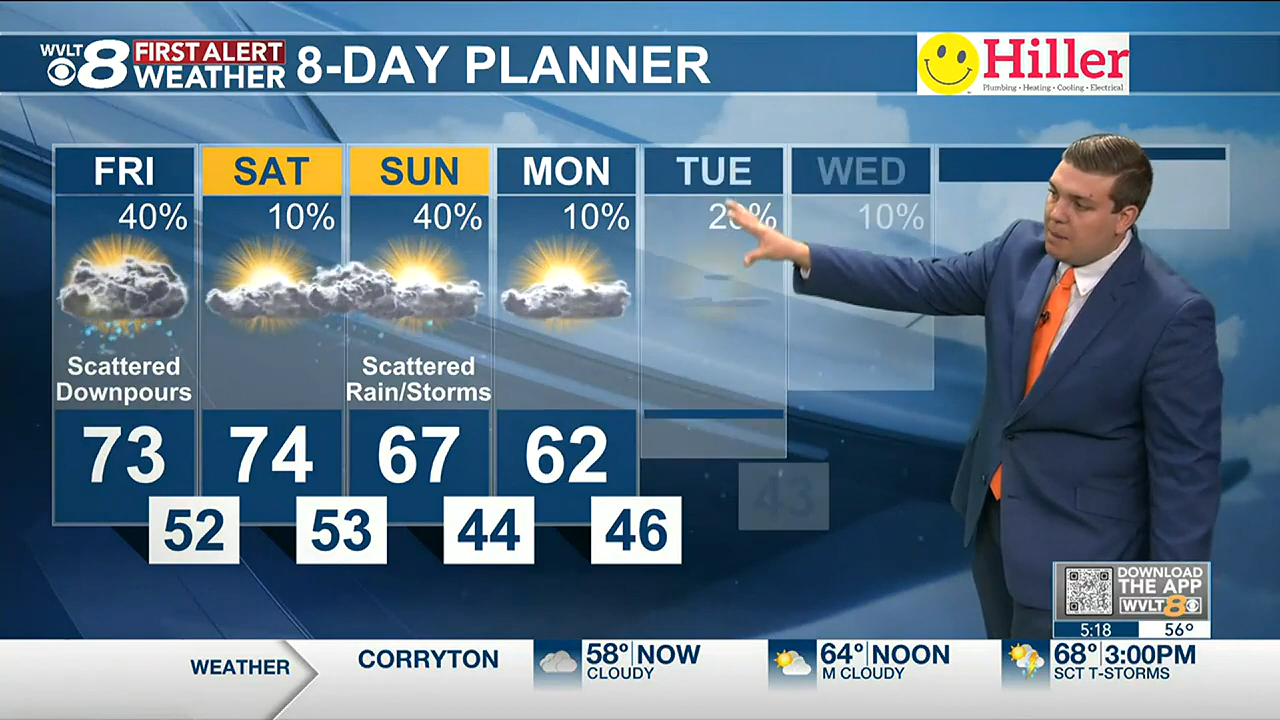 WVLT 8 FIRST ALERT WEATHER
8-DAY PLANNER
Hiller
Plumbing • Heating • Cooling • Electrical
FRI SAT SUN MON TUE WED
40% 10% 40% 10% 10%
Scattered Downpours
Scattered Rain/Storms
73 74 67 62
52 53 44 46 43
DOWNLOAD
THE APP
WVLT 8
5:18 56°
WEATHER
CORRYTON
58° NOW
CLOUDY
64° NOON
M CLOUDY
68° 3:00PM
SCT T-STORMS